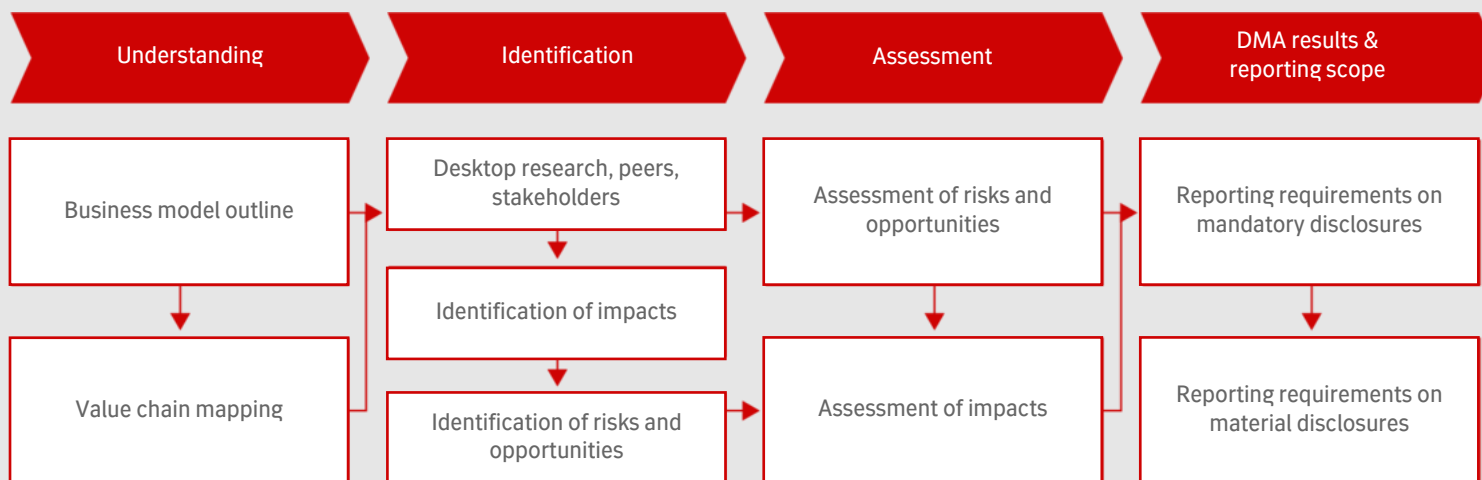 Understanding
Identification
Assessment
DMA results &
reporting scope
Business model outline
Value chain mapping
Desktop research, peers,
stakeholders
Identification of impacts
Identification of risks and
opportunities
Assessment of risks and
opportunities
Assessment of impacts
Reporting requirements on
mandatory disclosures
Reporting requirements on
material disclosures